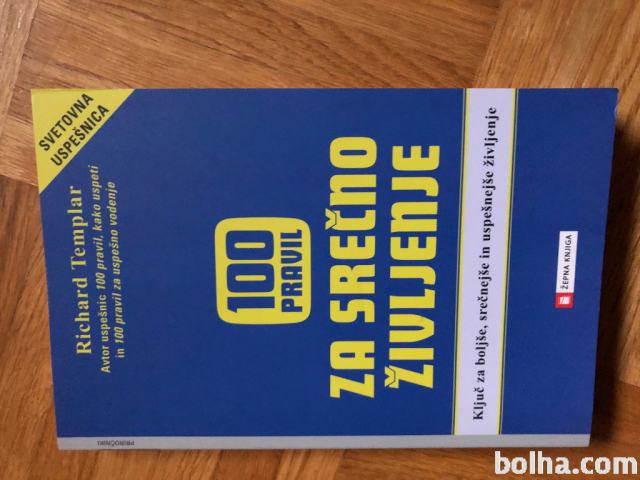 PRIROČNIKI
SVETOVNA
USPEŠNICA
Richard Templar
Avtor uspešnic 100 pravil, kako uspeti
in 100 pravil za uspešno vodenje
100
PRAVIL
ZA SREČNO
ŽIVLJENJE
Ključ za boljše, srečnejše in uspešnejše življenje
ŽEPNA KNJIGA
bolha.com